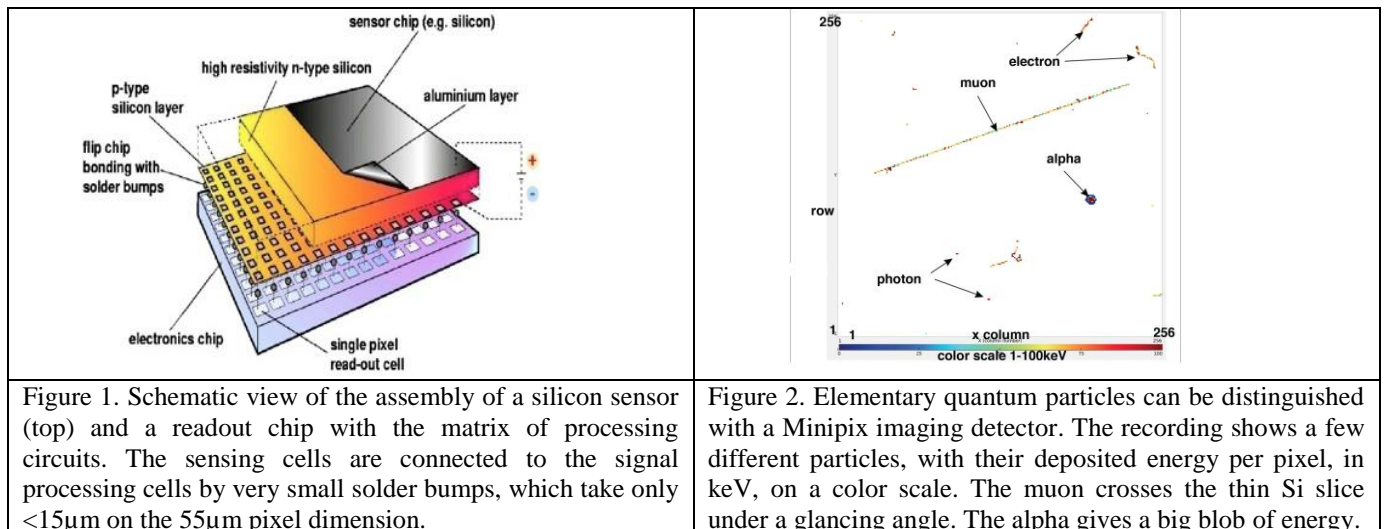 sensor chip (e.g. silicon)
high resistivity n-type silicon
p-type
silicon layer
aluminium layer
flip chip
bonding with
solder bumps
+
-
electronics chip
single pixel
read-out cell
256
electron
muon
alpha
row
photon
1
1
x column
256
color scale 1-100keV
Figure 1. Schematic view of the assembly of a silicon sensor
(top) and a readout chip with the matrix of processing
circuits. The sensing cells are connected to the signal
processing cells by very small solder bumps, which take only
<15µm on the 55µm pixel dimension.
Figure 2. Elementary quantum particles can be distinguished
with a Minipix imaging detector. The recording shows a few
different particles, with their deposited energy per pixel, in
keV, on a color scale. The muon crosses the thin Si slice
under a glancing angle. The alpha gives a big blob of energy.